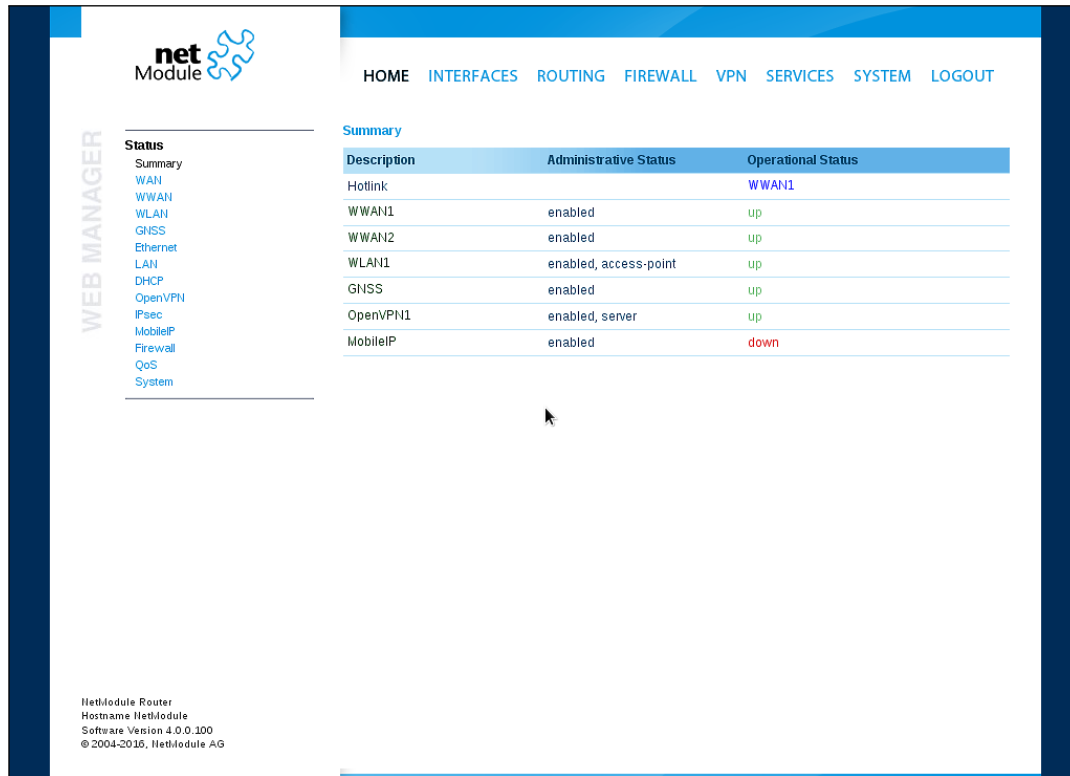 net
Module
HOME INTERFACES ROUTING FIREWALL VPN SERVICES SYSTEM LOGOUT
WEB MANAGER
Status
Summary
WAN
WWAN
WLAN
GNSS
Ethernet
LAN
DHCP
OpenVPN
IPsec
MobileIP
Firewall
QoS
System
Summary
Description Administrative Status Operational Status
Hotlink WWAN1
WWAN1 enabled up
WWAN2 enabled up
WLAN1 enabled, access-point up
GNSS enabled up
OpenVPN1 enabled, server up
MobileIP enabled down
NetModule Router
Hostname NetModule
Software Version 4.0.0.100
© 2004-2016, NetModule AG